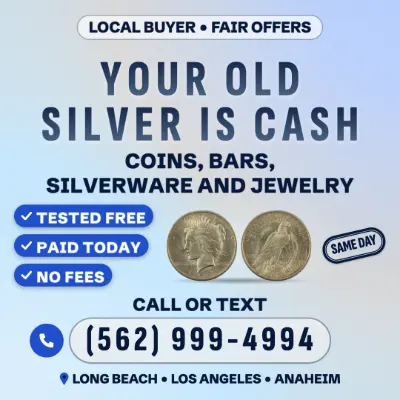 LOCAL BUYER • FAIR OFFERS
YOUR OLD
SILVER IS CASH
COINS, BARS,
SILVERWARE AND JEWELRY
TESTED FREE
PAID TODAY
NO FEES
SAME DAY
CALL OR TEXT
(562) 999-4994
LONG BEACH • LOS ANGELES • ANAHEIM